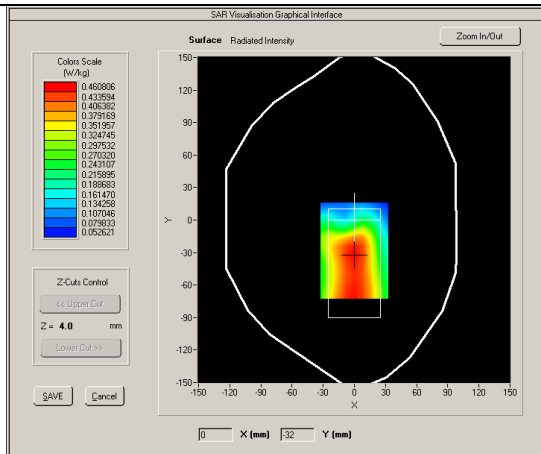 SAR Visualisation Graphical Interface
Surface Radiated Intensity
Zoom In/Out
Colors Scale
(W/kg)
0.460806
0.433594
0.406382
0.379169
0.351957
0.324745
0.297532
0.270320
0.243107
0.215895
0.188683
0.161470
0.134258
0.107046
0.079833
0.052621
Z-Cuts Control
<< Upper Cut
Z = 4.0 mm
Lower Cut >>
SAVE Cancel
150
120
90
60
30
0
-30
-60
-90
-120
-150
Y
-150 -120 -90 -60 -30 0 30 60 90 120 150
X
0 X (mm) -32 Y (mm)